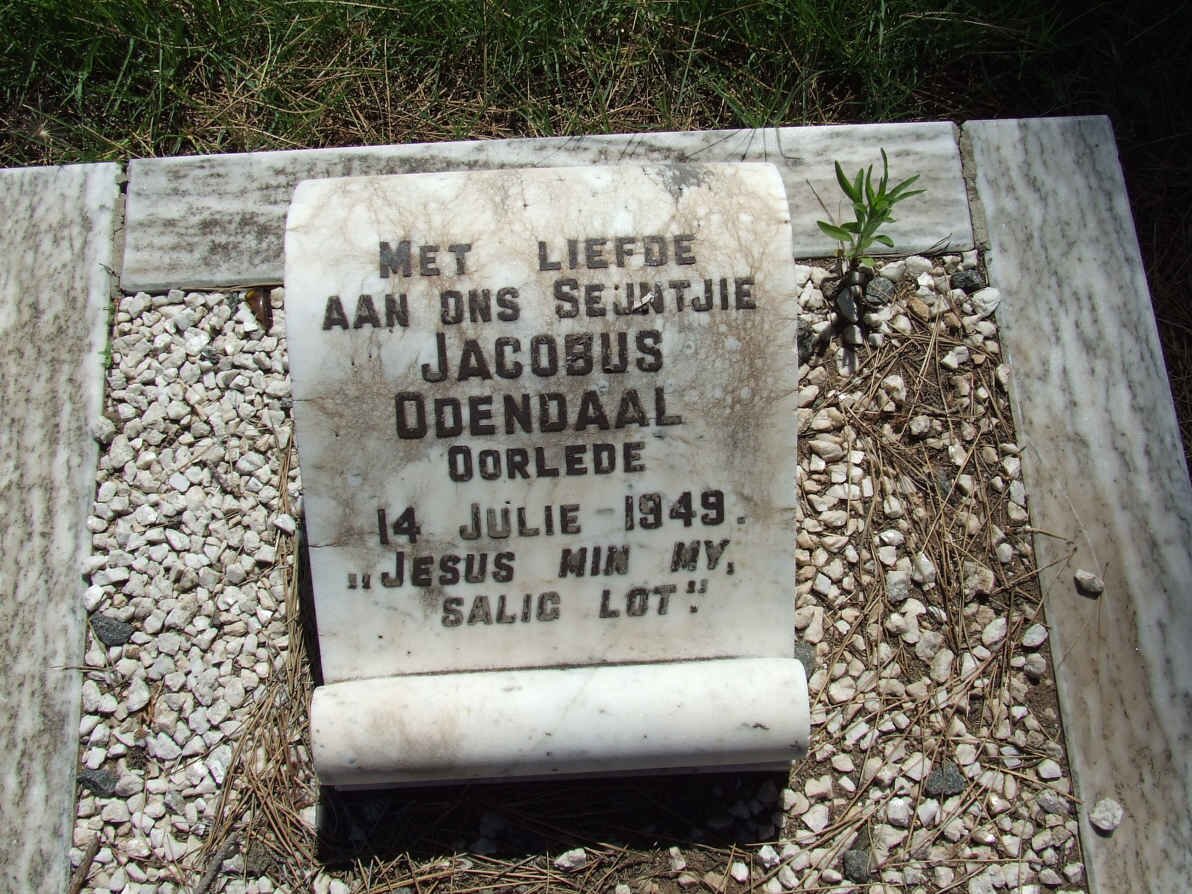 MET LIEFDE
AAN ONS SEUNTJIE
JACOBUS
ODENDAAL
OORLEDE
14 JULIE - 1949.
„JESUS MIN MY,
SALIG LOT".